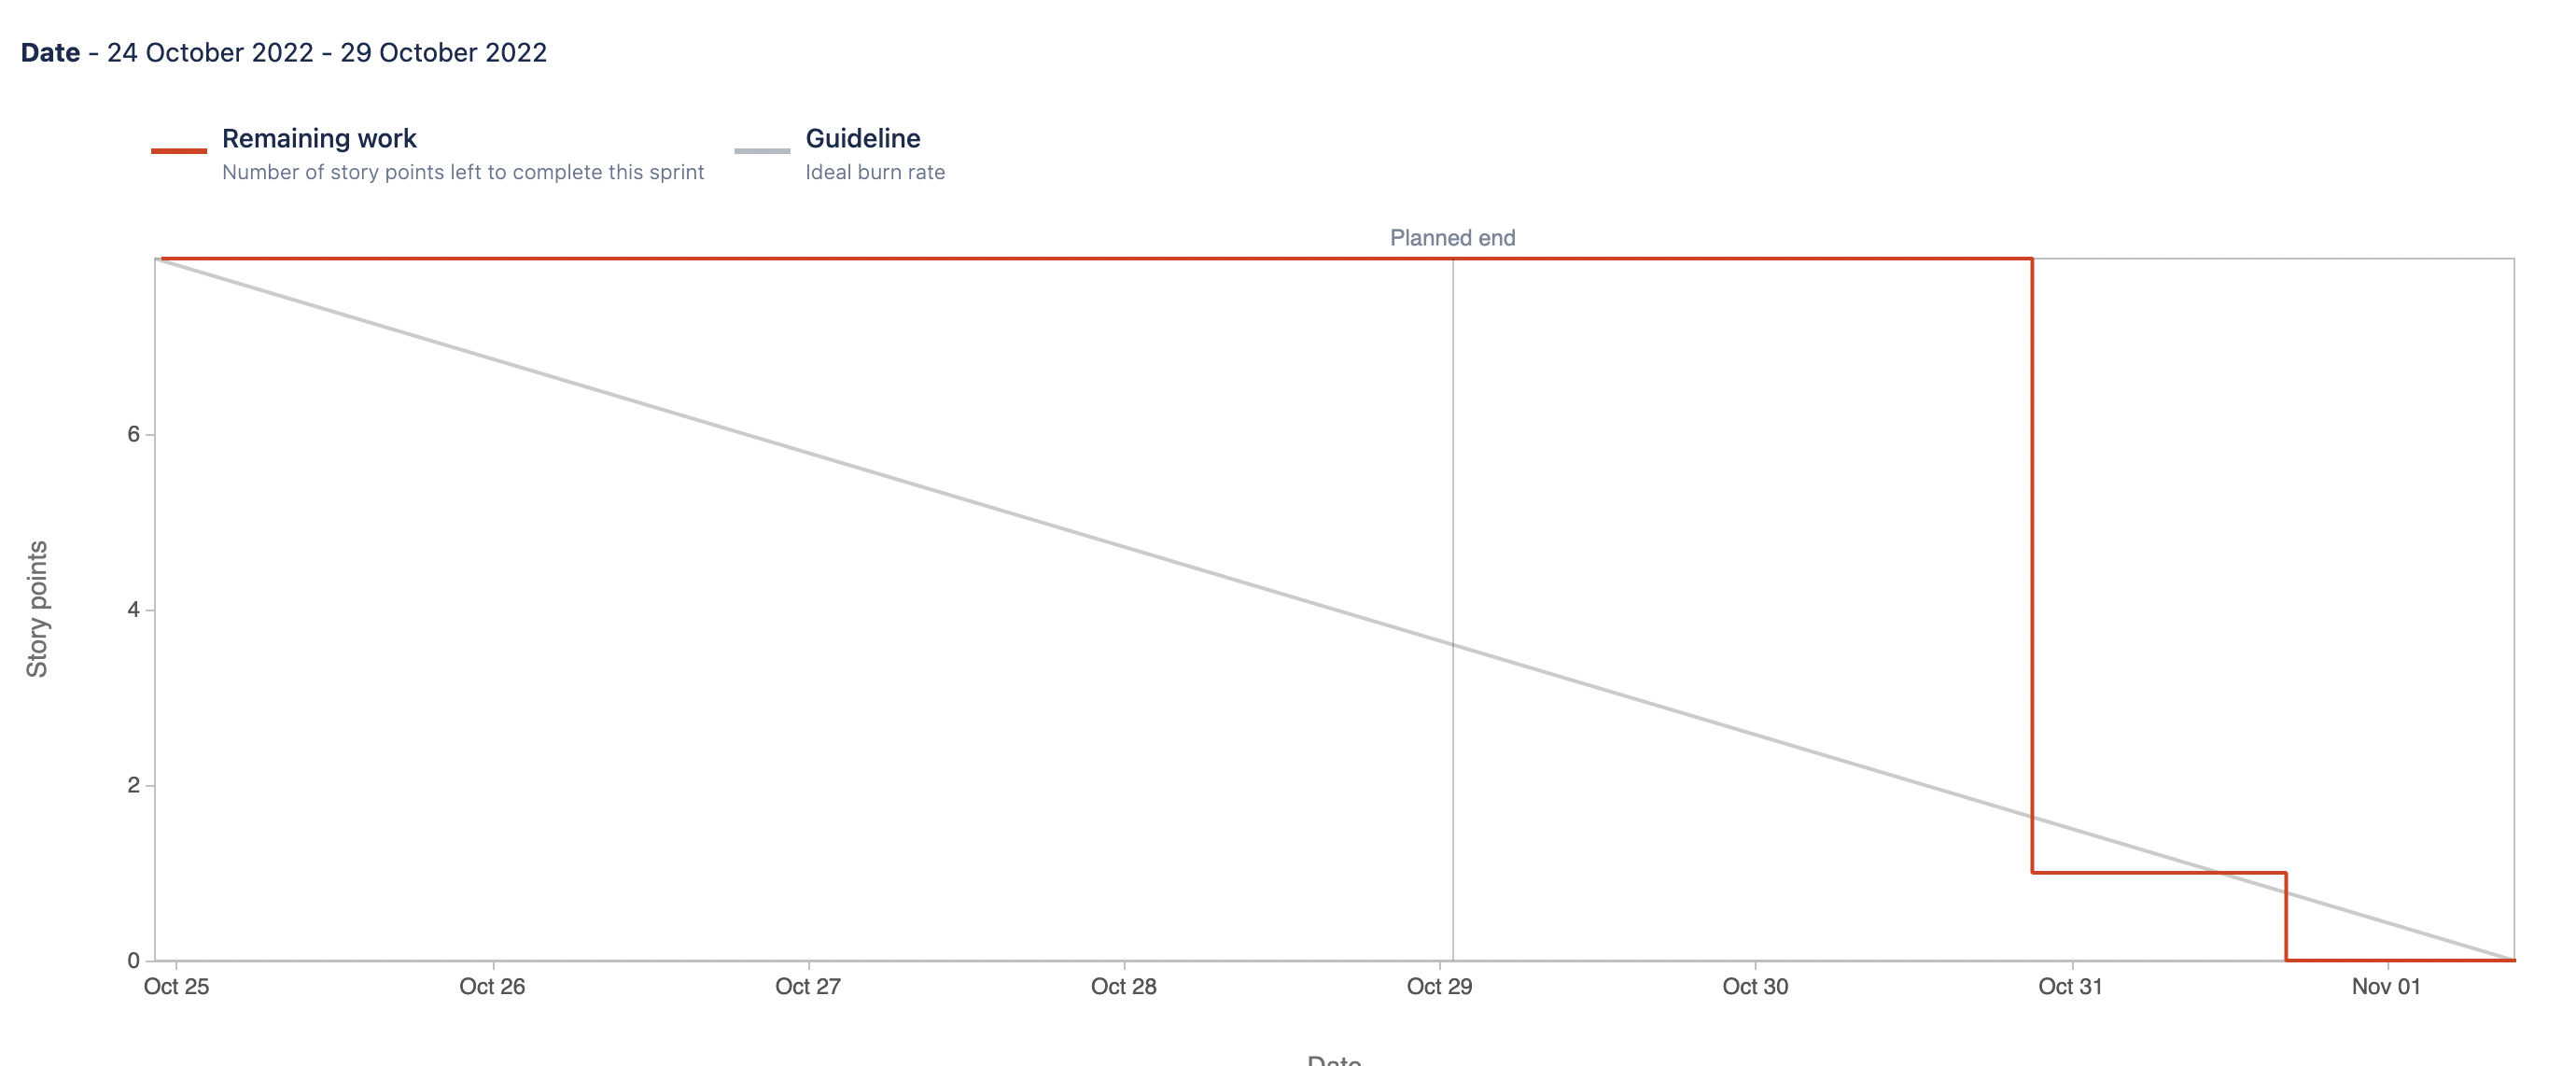 Date - 24 October 2022 - 29 October 2022
Remaining work
Number of story points left to complete this sprint
Guideline
Ideal burn rate
Planned end
Story points
6
4
2
0
Oct 25 Oct 26 Oct 27 Oct 28 Oct 29 Oct 30 Oct 31 Nov 01
Date